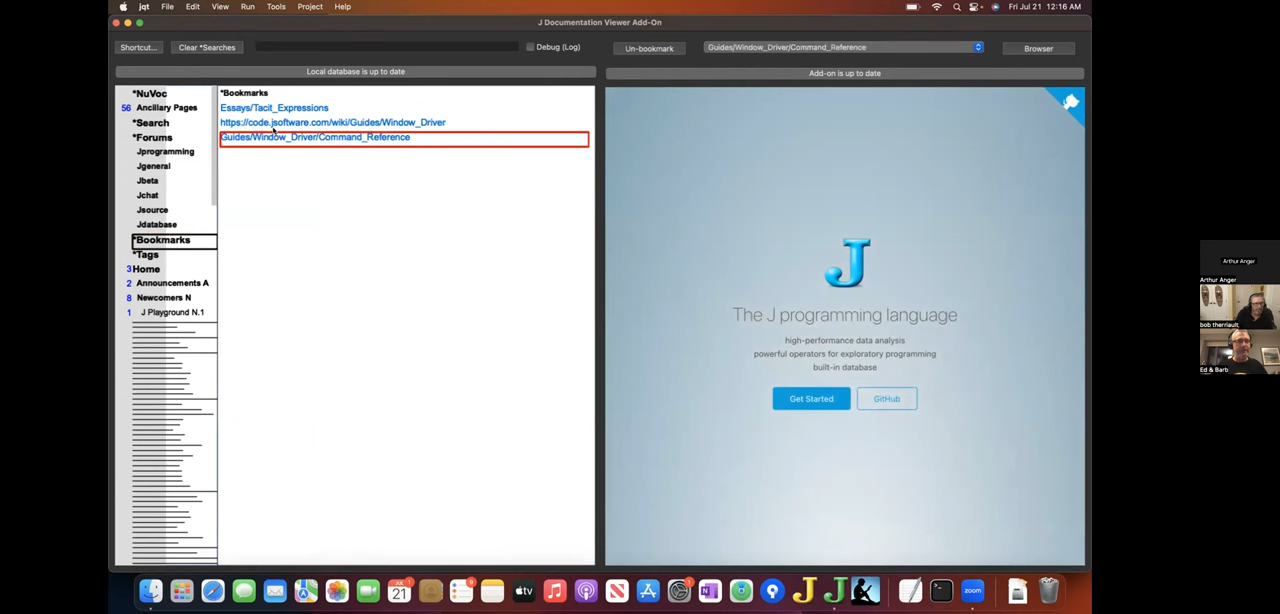 jqt File Edit View Run Tools Project Help
Fri Jul 21 12:16 AM
J Documentation Viewer Add-On
Shortcut... Clear *Searches Debug (Log) Un-bookmark Guides/Window_Driver/Command_Reference Browser
Local database is up to date
Add-on is up to date
*NuVoc
56 Ancillary Pages
*Search
*Forums
Jprogramming
Jgeneral
Jbeta
Jchat
Jsource
Jdatabase
*Bookmarks
*Tags
3 Home
2 Announcements A
8 Newcomers N
1 J Playground N.1
*Bookmarks
Essays/Tacit_Expressions
https://code.jsoftware.com/wiki/Guides/Window_Driver
Guides/Window_Driver/Command_Reference
J
The J programming language
high-performance data analysis
powerful operators for exploratory programming
built-in database
Get Started GitHub
Arthur Anger
Arthur Anger
bob therriault
Ed & Barb
JUL
21
1
9
tv
1
N
J
J
zoom